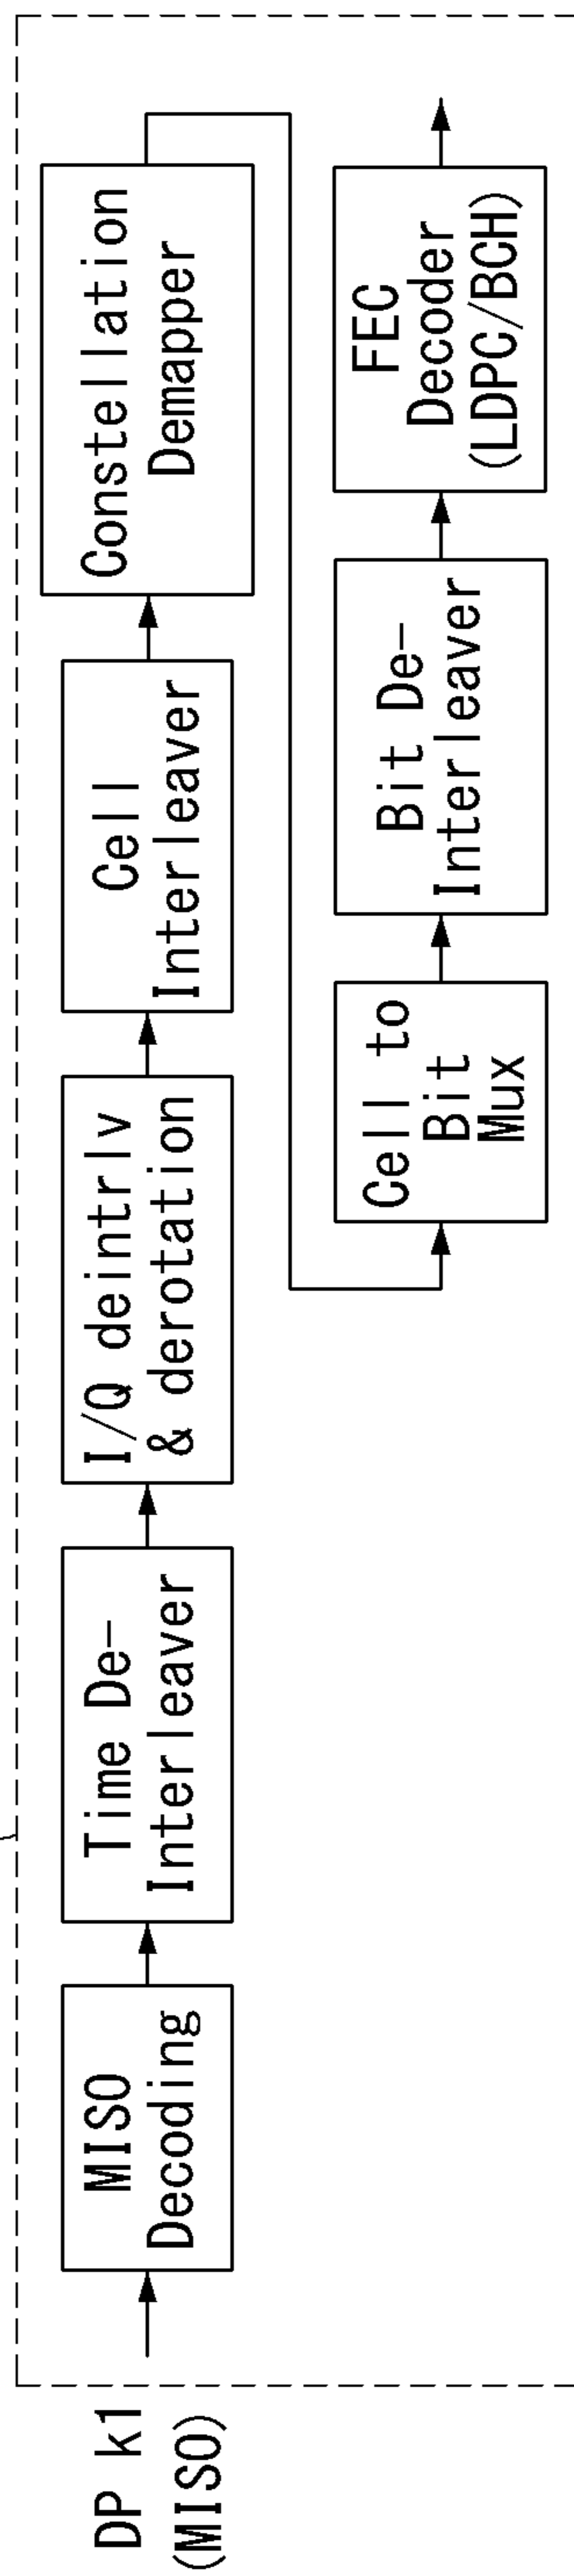 DP k1
(MISO)
MISO
Decoding
Time De-
Interleaver
I/Q deintrlv
& derotation
Cell
Interleaver
Constellation
Demapper
Cell to
Bit
Mux
Bit De-
Interleaver
FEC
Decoder
(LDPC/BCH)